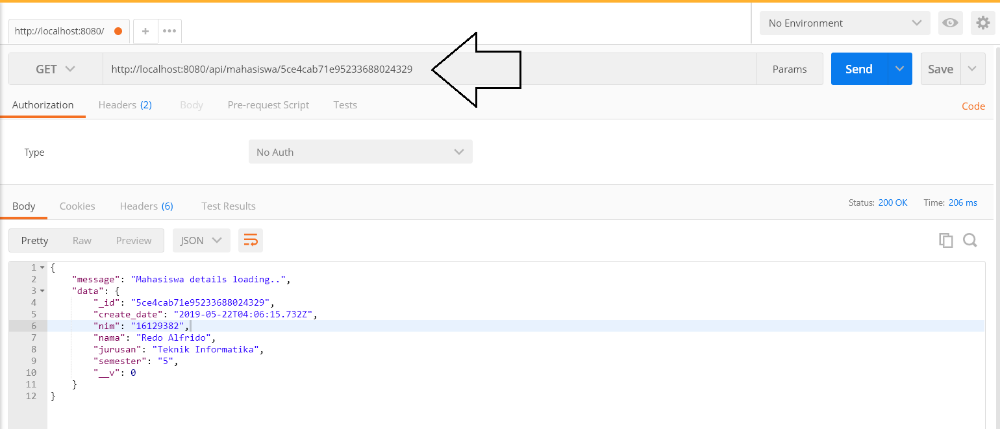 http://localhost:8080/
+
•••
No Environment
GET
http://localhost:8080/api/mahasiswa/5ce4cab71e95233688024329
Params
Send
Save
Authorization
Headers (2)
Body
Pre-request Script
Tests
Code
Type
No Auth
Body
Cookies
Headers (6)
Test Results
Status: 200 OK
Time: 206 ms
Pretty
Raw
Preview
JSON
1 {
2 "message": "Mahasiswa details loading..",
3 "data": {
4 "_id": "5ce4cab71e95233688024329",
5 "create_date": "2019-05-22T04:06:15.732Z",
6 "nim": "16129382",
7 "nama": "Redo Alfrido",
8 "jurusan": "Teknik Informatika",
9 "semester": "5",
10 "__v": 0
11 }
12 }